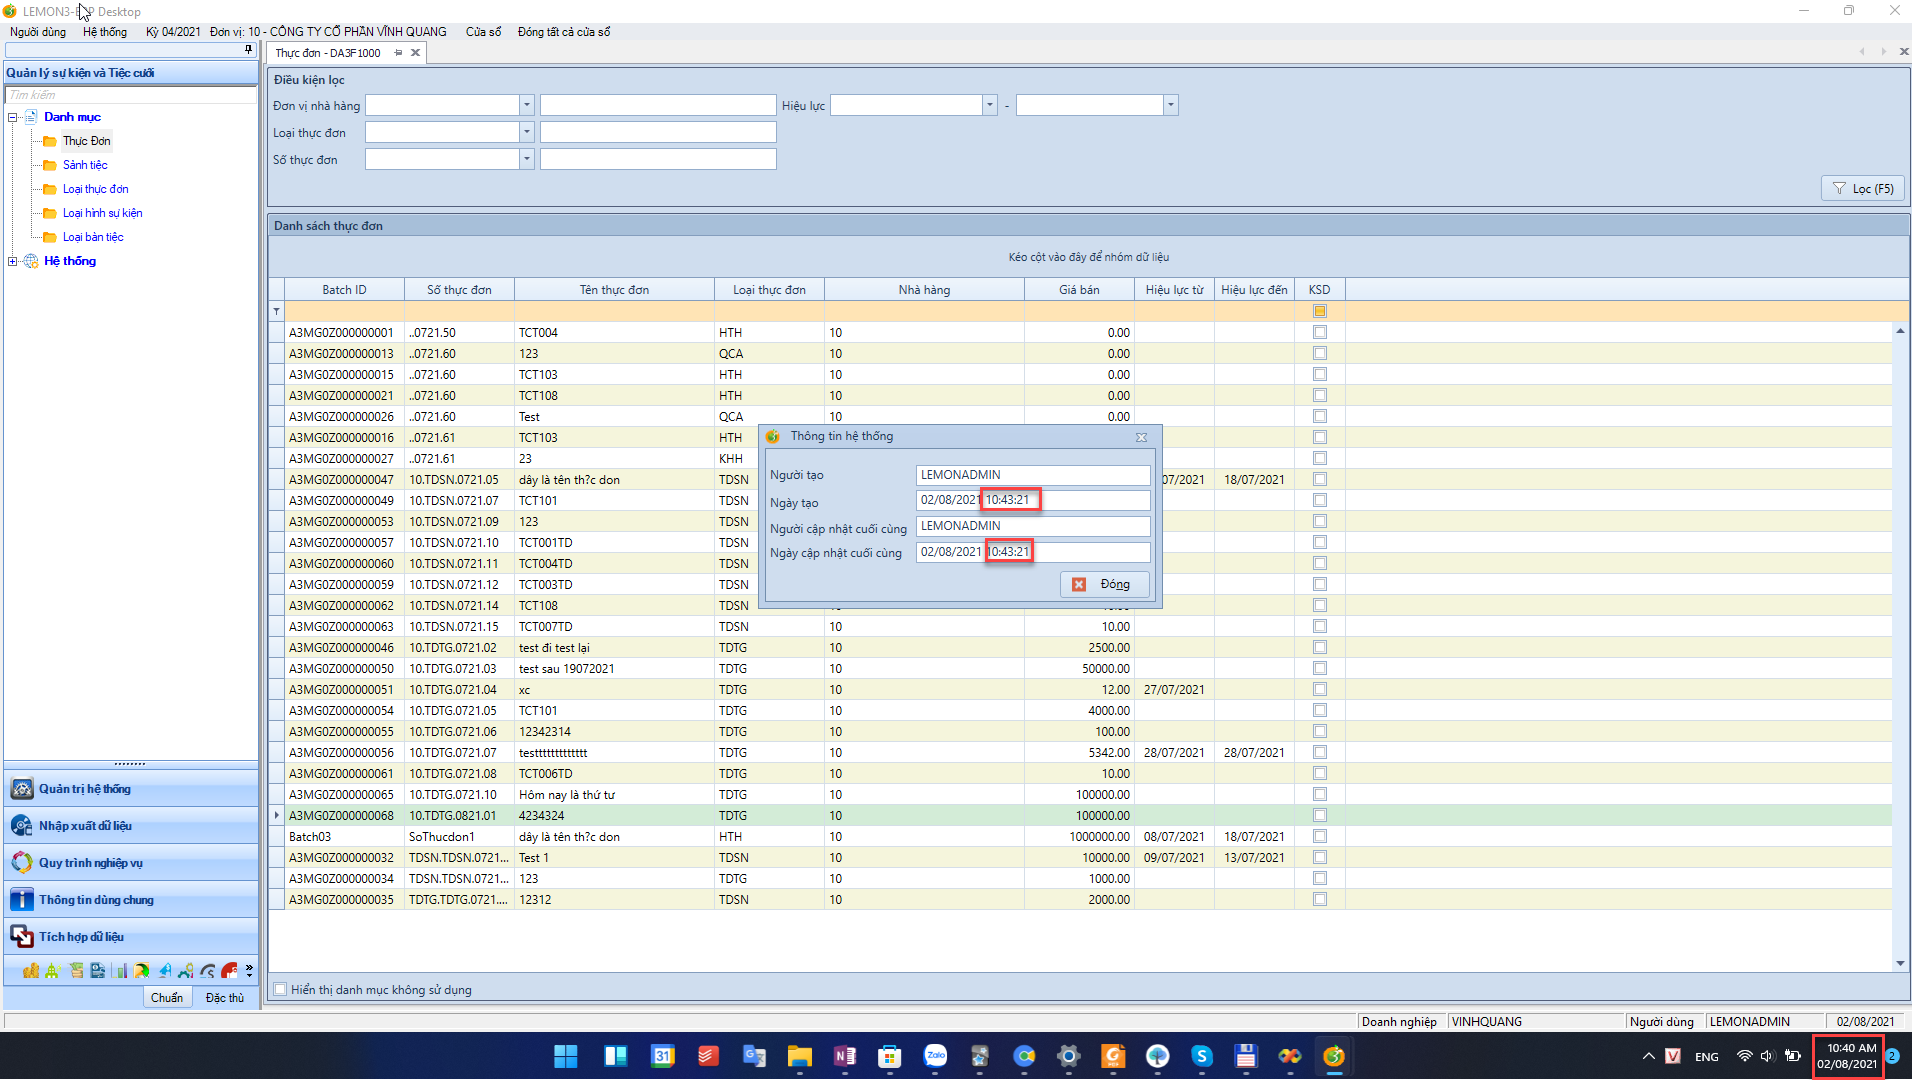 LEMON3-E P Desktop
Người dùng Hệ thống Kỳ 04/2021 Đơn vị: 10 - CÔNG TY CỔ PHẦN VĨNH QUANG Cửa sổ Đóng tất cả cửa sổ
Thực đơn - DA3F1000
Quản lý sự kiện và Tiệc cưới
Tìm kiếm
Danh mục
Thực Đơn
Sảnh tiệc
Loại thực đơn
Loại hình sự kiện
Loại bàn tiệc
Hệ thống
Điều kiện lọc
Đơn vị nhà hàng Hiệu lực -
Loại thực đơn
Số thực đơn
Lọc (F5)
Danh sách thực đơn
Kéo cột vào đây để nhóm dữ liệu
Batch ID Số thực đơn Tên thực đơn Loại thực đơn Nhà hàng Giá bán Hiệu lực từ Hiệu lực đến KSD
A3MG0Z000000001 ..0721.50 TCT004 HTH 10 0.00
A3MG0Z000000013 ..0721.60 123 QCA 10 0.00
A3MG0Z000000015 ..0721.60 TCT103 HTH 10 0.00
A3MG0Z000000021 ..0721.60 TCT108 HTH 10 0.00
A3MG0Z000000026 ..0721.60 Test QCA 10 0.00
A3MG0Z000000016 ..0721.61 TCT103 HTH
A3MG0Z000000027 ..0721.61 23 KHH
A3MG0Z000000047 10.TDSN.0721.05 dây là tên th?c don TDSN 07/2021 18/07/2021
A3MG0Z000000049 10.TDSN.0721.07 TCT101 TDSN
A3MG0Z000000053 10.TDSN.0721.09 123 TDSN
A3MG0Z000000057 10.TDSN.0721.10 TCT001TD TDSN
A3MG0Z000000060 10.TDSN.0721.11 TCT004TD TDSN
A3MG0Z000000059 10.TDSN.0721.12 TCT003TD TDSN
A3MG0Z000000062 10.TDSN.0721.14 TCT108 TDSN
A3MG0Z000000063 10.TDSN.0721.15 TCT007TD TDSN 10 10.00
A3MG0Z000000046 10.TDTG.0721.02 test đi test lại TDTG 10 2500.00
A3MG0Z000000050 10.TDTG.0721.03 test sau 19072021 TDTG 10 50000.00
A3MG0Z000000051 10.TDTG.0721.04 xc TDTG 10 12.00 27/07/2021
A3MG0Z000000054 10.TDTG.0721.05 TCT101 TDTG 10 4000.00
A3MG0Z000000055 10.TDTG.0721.06 12342314 TDTG 10 100.00
A3MG0Z000000056 10.TDTG.0721.07 testttttttttttttt TDTG 10 5342.00 28/07/2021 28/07/2021
A3MG0Z000000061 10.TDTG.0721.08 TCT006TD TDTG 10 10.00
A3MG0Z000000065 10.TDTG.0721.10 Hôm nay là thứ tư TDTG 10 100000.00
A3MG0Z000000068 10.TDTG.0821.01 4234324 TDTG 10 100000.00
Batch03 SoThucdon1 dây là tên th?c don HTH 10 1000000.00 08/07/2021 18/07/2021
A3MG0Z000000032 TDSN.TDSN.0721... Test 1 TDSN 10 10000.00 09/07/2021 13/07/2021
A3MG0Z000000034 TDSN.TDSN.0721... 123 TDTG 10 1000.00
A3MG0Z000000035 TDTG.TDTG.0721.... 12312 TDSN 10 2000.00
Thông tin hệ thống
Người tạo LEMONADMIN
Ngày tạo 02/08/2021 10:43:21
Người cập nhật cuối cùng LEMONADMIN
Ngày cập nhật cuối cùng 02/08/2021 10:43:21
Đóng
Quản trị hệ thống
Nhập xuất dữ liệu
Quy trình nghiệp vụ
Thông tin dùng chung
Tích hợp dữ liệu
Chuẩn Đặc thù
Hiển thị danh mục không sử dụng
Doanh nghiệp VINHQUANG Người dùng LEMONADMIN 02/08/2021
31 Zalo ENG 10:40 AM
02/08/2021 2